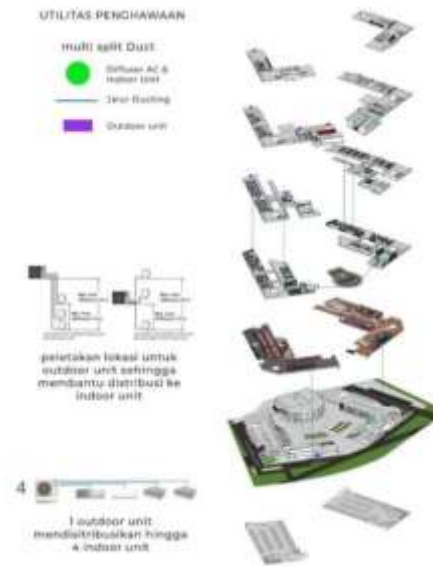 UTILITAS PENGHAWAAN
multi split Duct
Diffuser AC &
Indoor Unit
Jalur Ducting
Outdoor unit
peletakan lokasi untuk
outdoor unit sehingga
membantu distribusi ke
indoor unit
4
1 outdoor unit
mendisitribusikan hingga
4 indoor unit